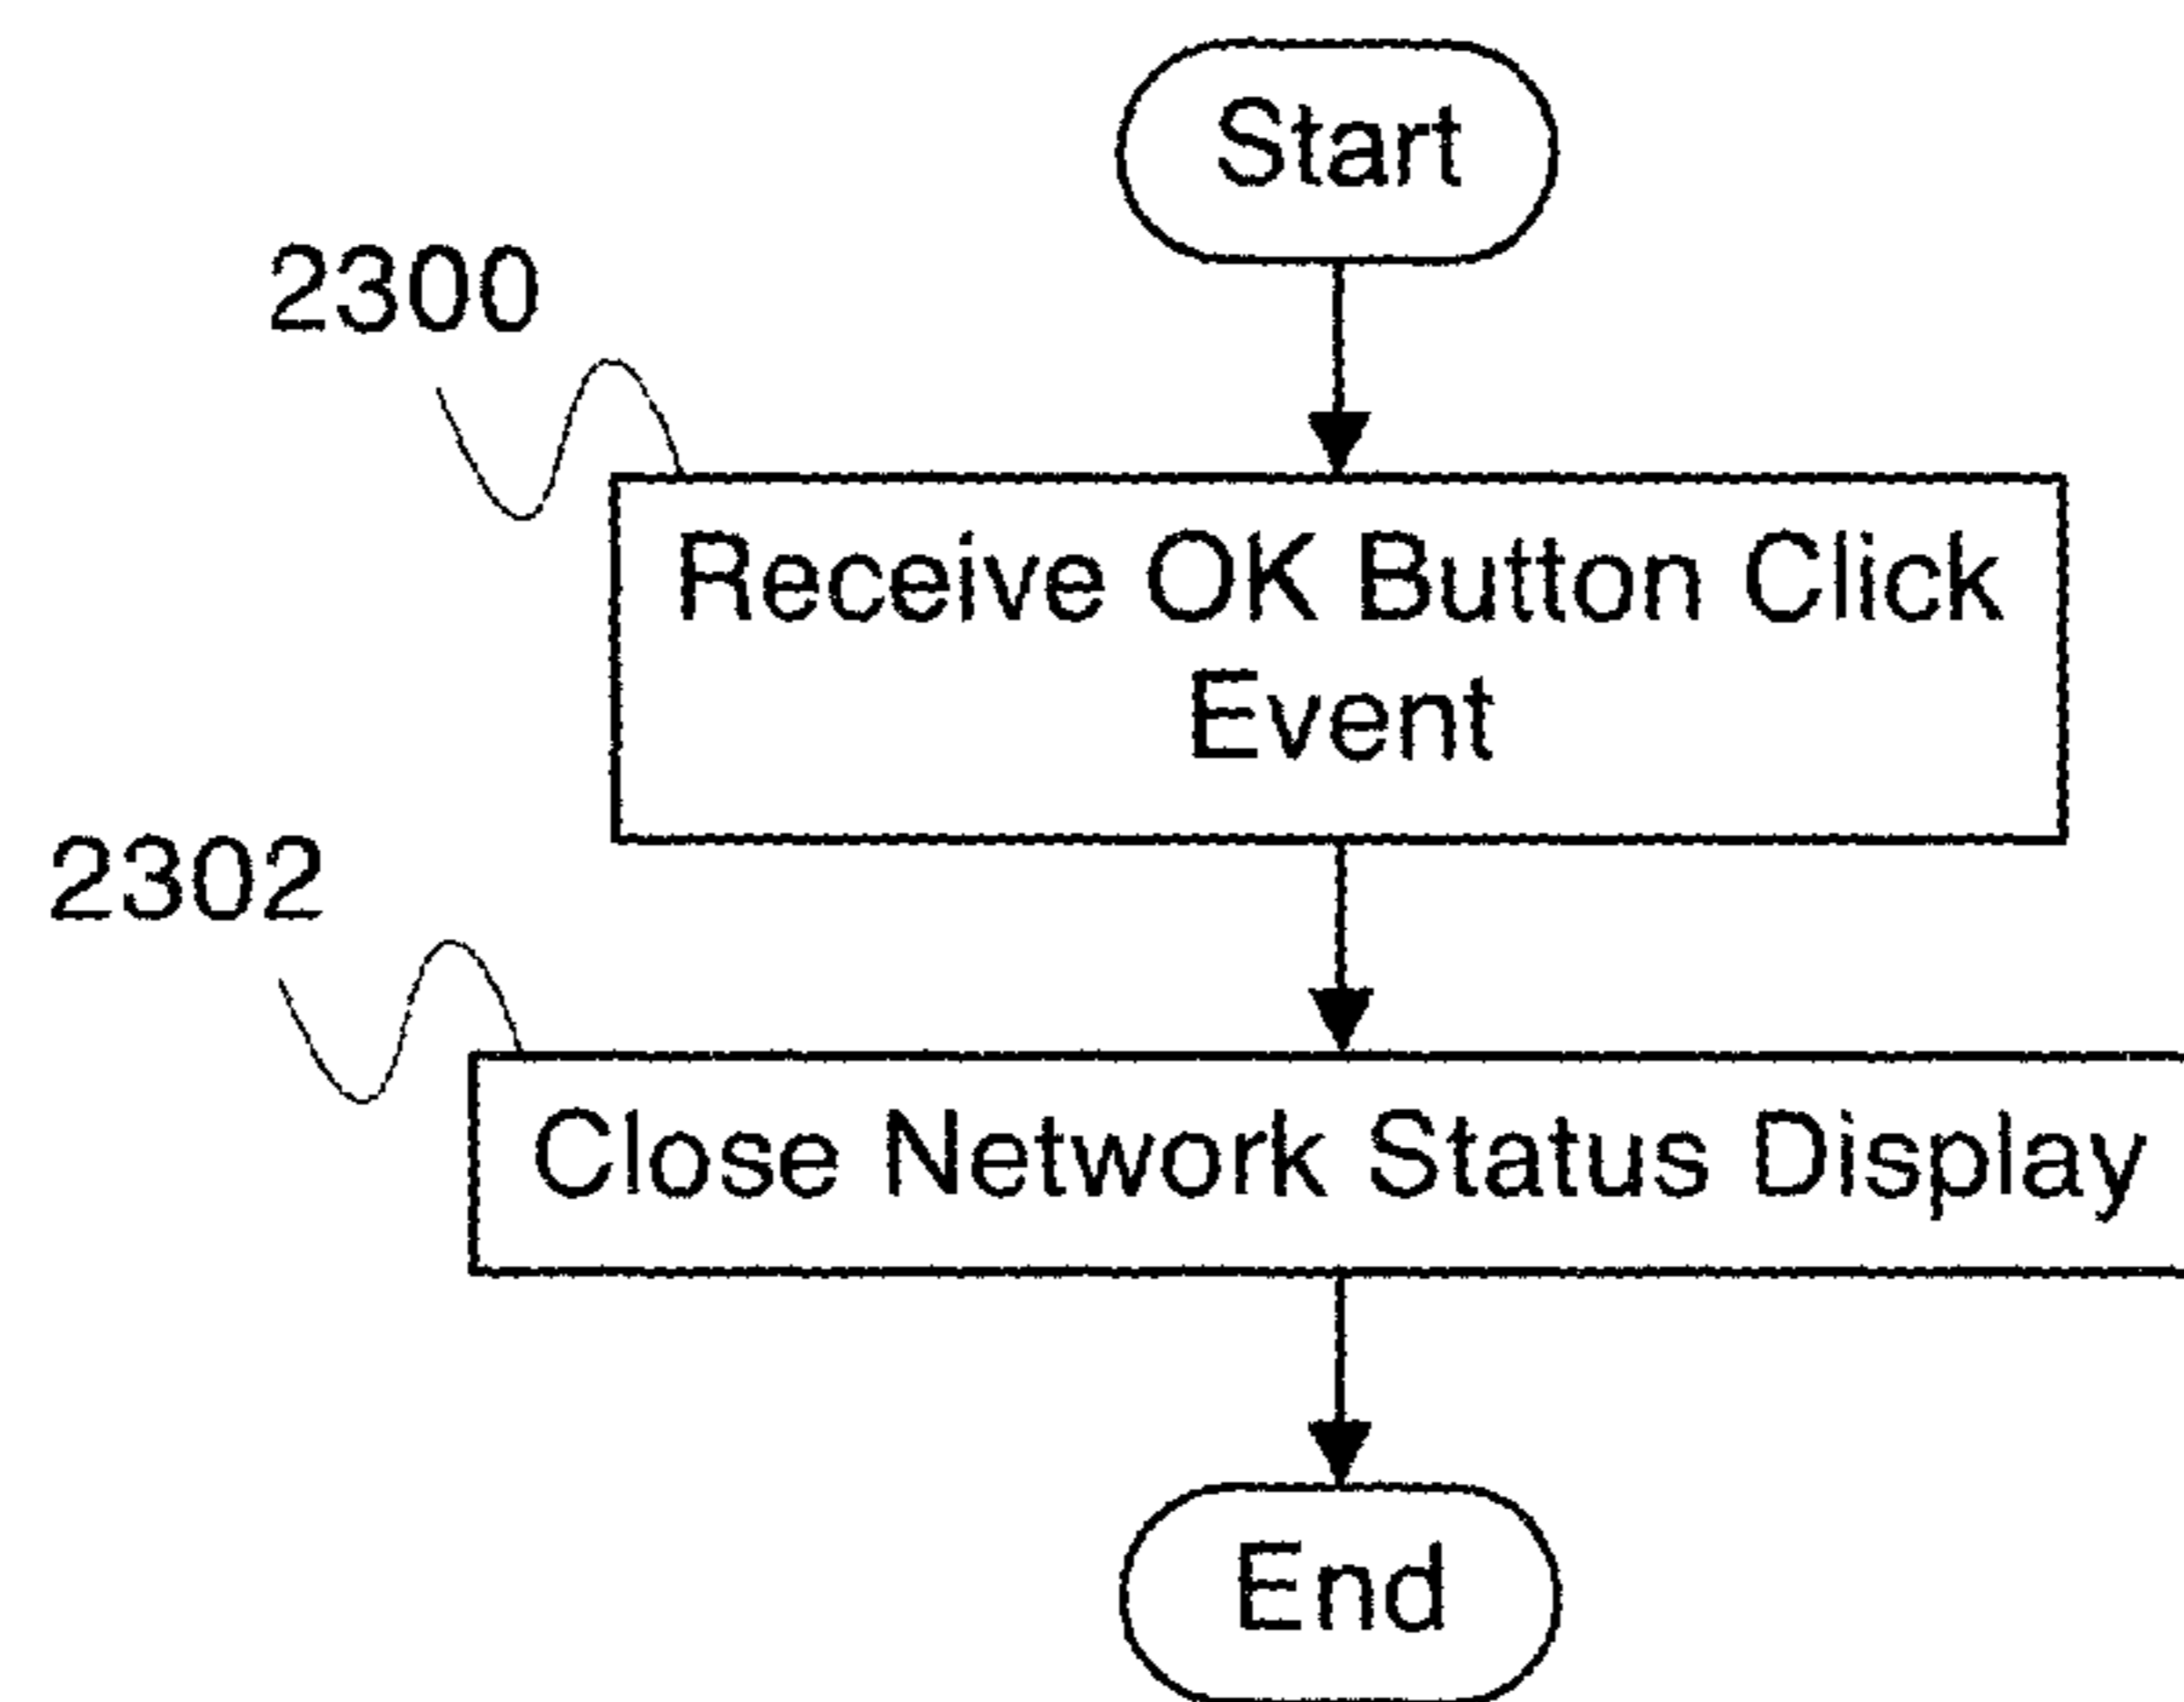 Start
2300
Receive OK Button Click
Event
2302
Close Network Status Display
End